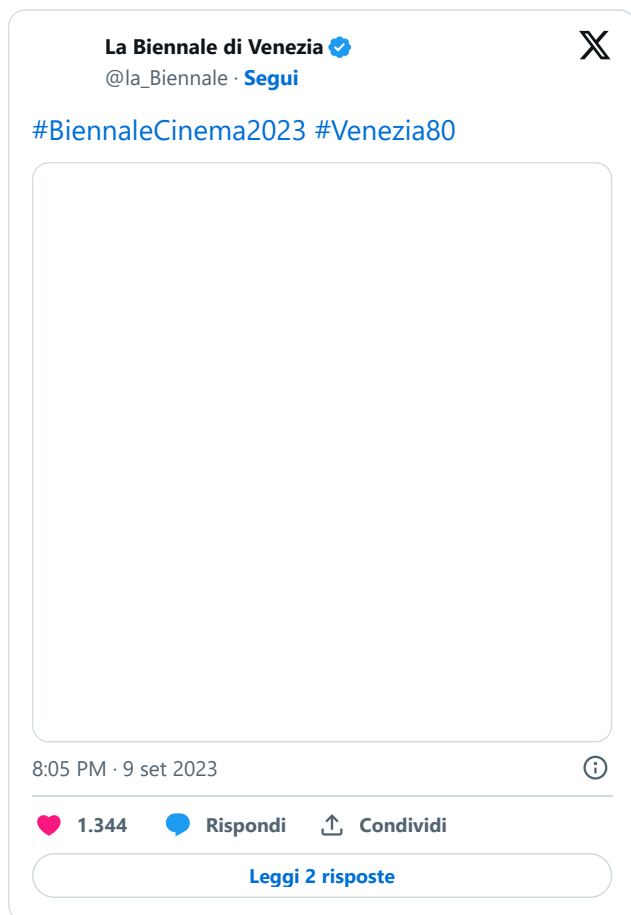 La Biennale di Venezia
@la_Biennale · Segui
#BiennaleCinema2023 #Venezia80
8:05 PM · 9 set 2023
1.344 Rispondi Condividi
Leggi 2 risposte